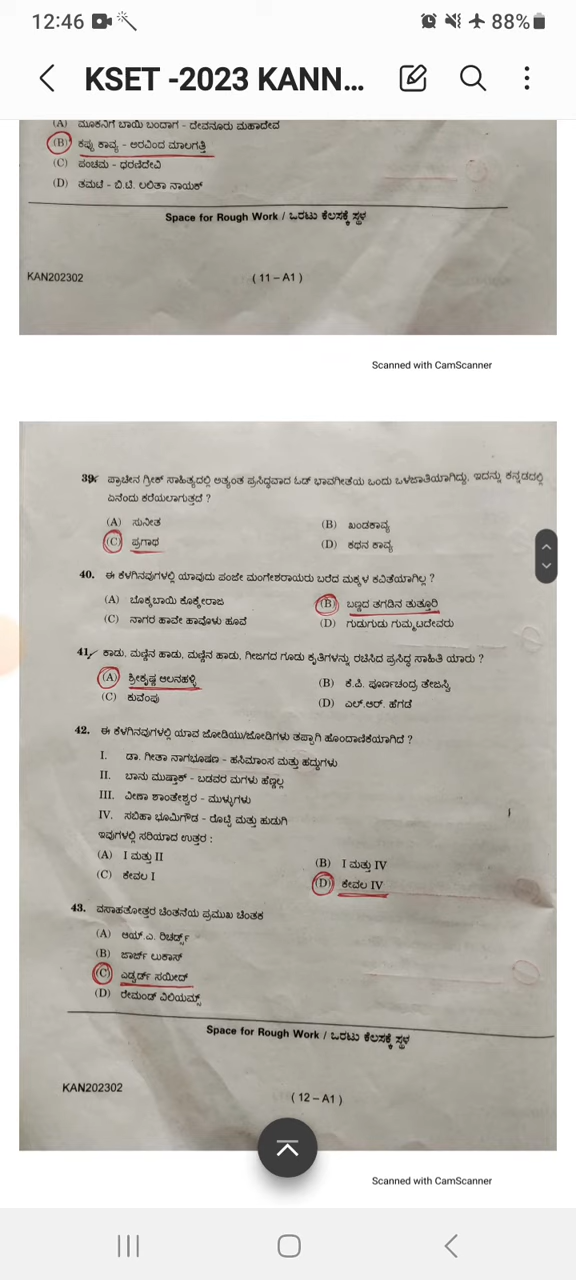 12:46
88%
KSET -2023 KANN...
(A) ಮೂಕನಿಗೆ ಬಾಯಿ ಬಂದಾಗ - ದೇವನೂರು ಮಹಾದೇವ
(B) ಕಪ್ಪು ಕಾವ್ಯ - ಅರವಿಂದ ಮಾಲಗತ್ತಿ
(C) ಪಂಚಮ - ಧರಣಿದೇವಿ
(D) ತಮಟೆ - ಬಿ.ಟಿ. ಲಲಿತಾ ನಾಯಕ್
Space for Rough Work / ಒರಟು ಕೆಲಸಕ್ಕೆ ಸ್ಥಳ
KAN202302 ( 11 – A1 )
Scanned with CamScanner
39. ಪ್ರಾಚೀನ ಗ್ರೀಕ್ ಸಾಹಿತ್ಯದಲ್ಲಿ ಅತ್ಯಂತ ಪ್ರಸಿದ್ಧವಾದ ಓಡ್ ಭಾವಗೀತೆಯ ಒಂದು ಒಳಜಾತಿಯಾಗಿದ್ದು, ಇದನ್ನು ಕನ್ನಡದಲ್ಲಿ
ಏನೆಂದು ಕರೆಯಲಾಗುತ್ತದೆ ?
(A) ಸುನೀತ (B) ಖಂಡಕಾವ್ಯ
(C) ಪ್ರಗಾಥ (D) ಕಥನ ಕಾವ್ಯ
40. ಈ ಕೆಳಗಿನವುಗಳಲ್ಲಿ ಯಾವುದು ಪಂಜೇ ಮಂಗೇಶರಾಯರು ಬರೆದ ಮಕ್ಕಳ ಕವಿತೆಯಾಗಿಲ್ಲ ?
(A) ಬೊಕ್ಕಬಾಯಿ ಕೊಕ್ಕೇರಾಜ (B) ಬಣ್ಣದ ತಗಡಿನ ತುತ್ತೂರಿ
(C) ನಾಗರ ಹಾವೇ ಹಾವೊಳು ಹೂವೆ (D) ಗುಡುಗುಡು ಗುಮ್ಮಟದೇವರು
41. ಕಾಡು, ಮಣ್ಣಿನ ಹಾಡು, ಮಣ್ಣಿನ ಹಾಡು, ಗೀಜಗದ ಗೂಡು ಕೃತಿಗಳನ್ನು ರಚಿಸಿದ ಪ್ರಸಿದ್ಧ ಸಾಹಿತಿ ಯಾರು ?
(A) ಶ್ರೀಕೃಷ್ಣ ಆಲನಹಳ್ಳಿ (B) ಕೆ.ಪಿ. ಪೂರ್ಣಚಂದ್ರ ತೇಜಸ್ವಿ
(C) ಕುವೆಂಪು (D) ಎಲ್.ಆರ್. ಹೆಗಡೆ
42. ಈ ಕೆಳಗಿನವುಗಳಲ್ಲಿ ಯಾವ ಜೋಡಿಯು/ಜೋಡಿಗಳು ತಪ್ಪಾಗಿ ಹೊಂದಾಣಿಕೆಯಾಗಿದೆ ?
I. ಡಾ. ಗೀತಾ ನಾಗಭೂಷಣ - ಹಸಿಮಾಂಸ ಮತ್ತು ಹದ್ದುಗಳು
II. ಬಾನು ಮುಷ್ತಾಕ್ - ಬಡವರ ಮಗಳು ಹೆಣ್ಣಲ್ಲ
III. ವೀಣಾ ಶಾಂತೇಶ್ವರ - ಮುಳ್ಳುಗಳು
IV. ಸಬಿಹಾ ಭೂಮಿಗೌಡ - ರೊಟ್ಟಿ ಮತ್ತು ಹುಡುಗಿ
ಇವುಗಳಲ್ಲಿ ಸರಿಯಾದ ಉತ್ತರ :
(A) I ಮತ್ತು II (B) I ಮತ್ತು IV
(C) ಕೇವಲ I (D) ಕೇವಲ IV
43. ವಸಾಹತೋತ್ತರ ಚಿಂತನೆಯ ಪ್ರಮುಖ ಚಿಂತಕ
(A) ಆಯ್.ಎ. ರಿಚರ್ಡ್ಸ್
(B) ಜಾರ್ಜ್ ಲುಕಾಸ್
(C) ಎಡ್ವರ್ಡ್ ಸಯೀದ್
(D) ರೇಮಂಡ್ ವಿಲಿಯಮ್ಸ್
Space for Rough Work / ಒರಟು ಕೆಲಸಕ್ಕೆ ಸ್ಥಳ
KAN202302 ( 12 – A1 )
Scanned with CamScanner